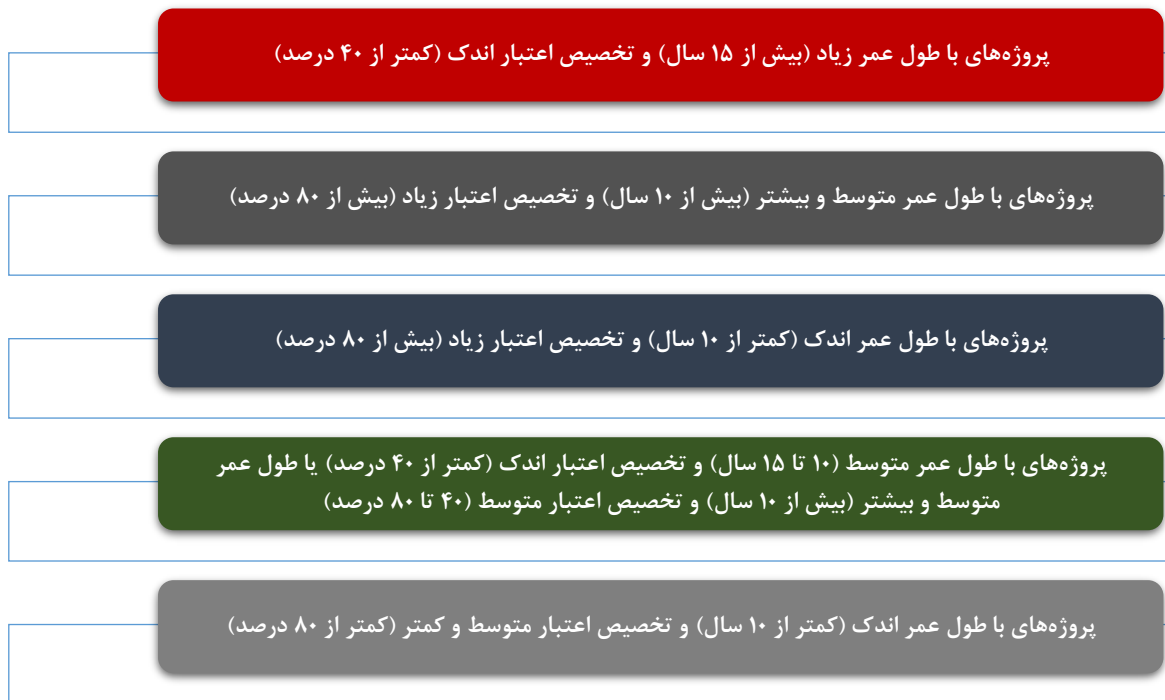 پروژه‌های با طول عمر زیاد (بیش از ۱۵ سال) و تخصیص اعتبار اندک (کمتر از ۴۰ درصد)
پروژه‌های با طول عمر متوسط و بیشتر (بیش از ۱۰ سال) و تخصیص اعتبار زیاد (بیش از ۸۰ درصد)
پروژه‌های با طول عمر اندک (کمتر از ۱۰ سال) و تخصیص اعتبار زیاد (بیش از ۸۰ درصد)
پروژه‌های با طول عمر متوسط (۱۰ تا ۱۵ سال) و تخصیص اعتبار اندک (کمتر از ۴۰ درصد) یا طول عمر
متوسط و بیشتر (بیش از ۱۰ سال) و تخصیص اعتبار متوسط (۴۰ تا ۸۰ درصد)
پروژه‌های با طول عمر اندک (کمتر از ۱۰ سال) و تخصیص اعتبار متوسط و کمتر (کمتر از ۸۰ درصد)